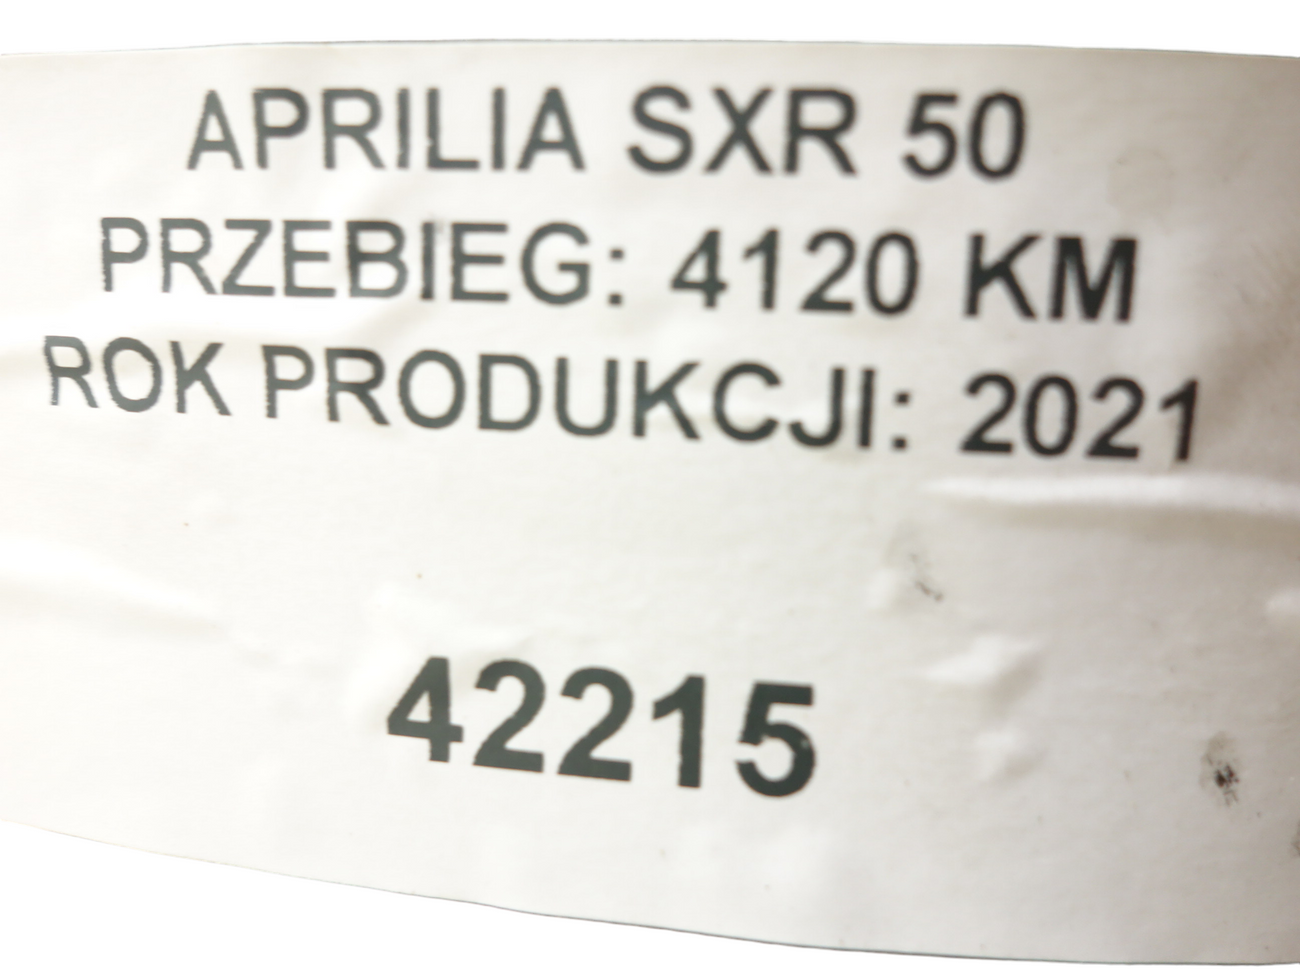 APRILIA SXR 50
PRZEBIEG: 4120 KM
ROK PRODUKCJI: 2021
42215